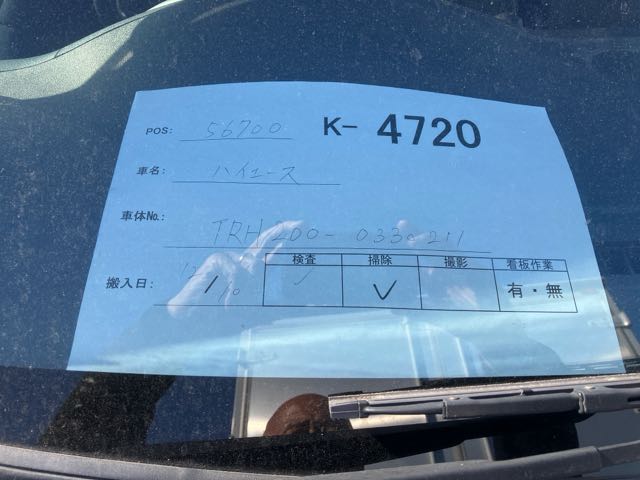 POS: 56700 K- 4720
車名: ハイエース
車体No.: TRH200-0330211
検査 掃除 撮影 看板作業
搬入日: 12/10 ✓ ✓ 有・無